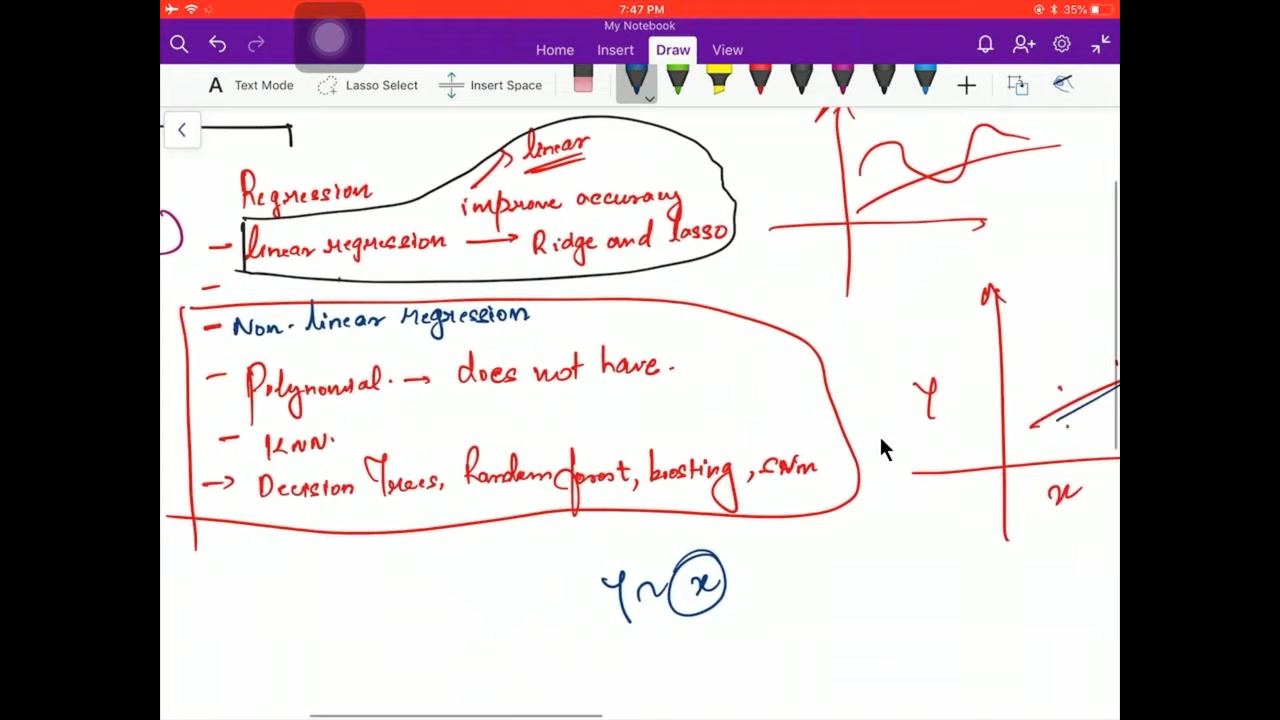 7:47 PM
35%
My Notebook
Home Insert Draw View
A Text Mode Lasso Select Insert Space
linear
Regression
improve accuracy
- linear regression → Ridge and lasso
-
- Non-linear regression
- Polynomial. → does not have.
- KNN.
→ Decision Trees, Random forest, boosting, SVM
Y
x
Y ~ x